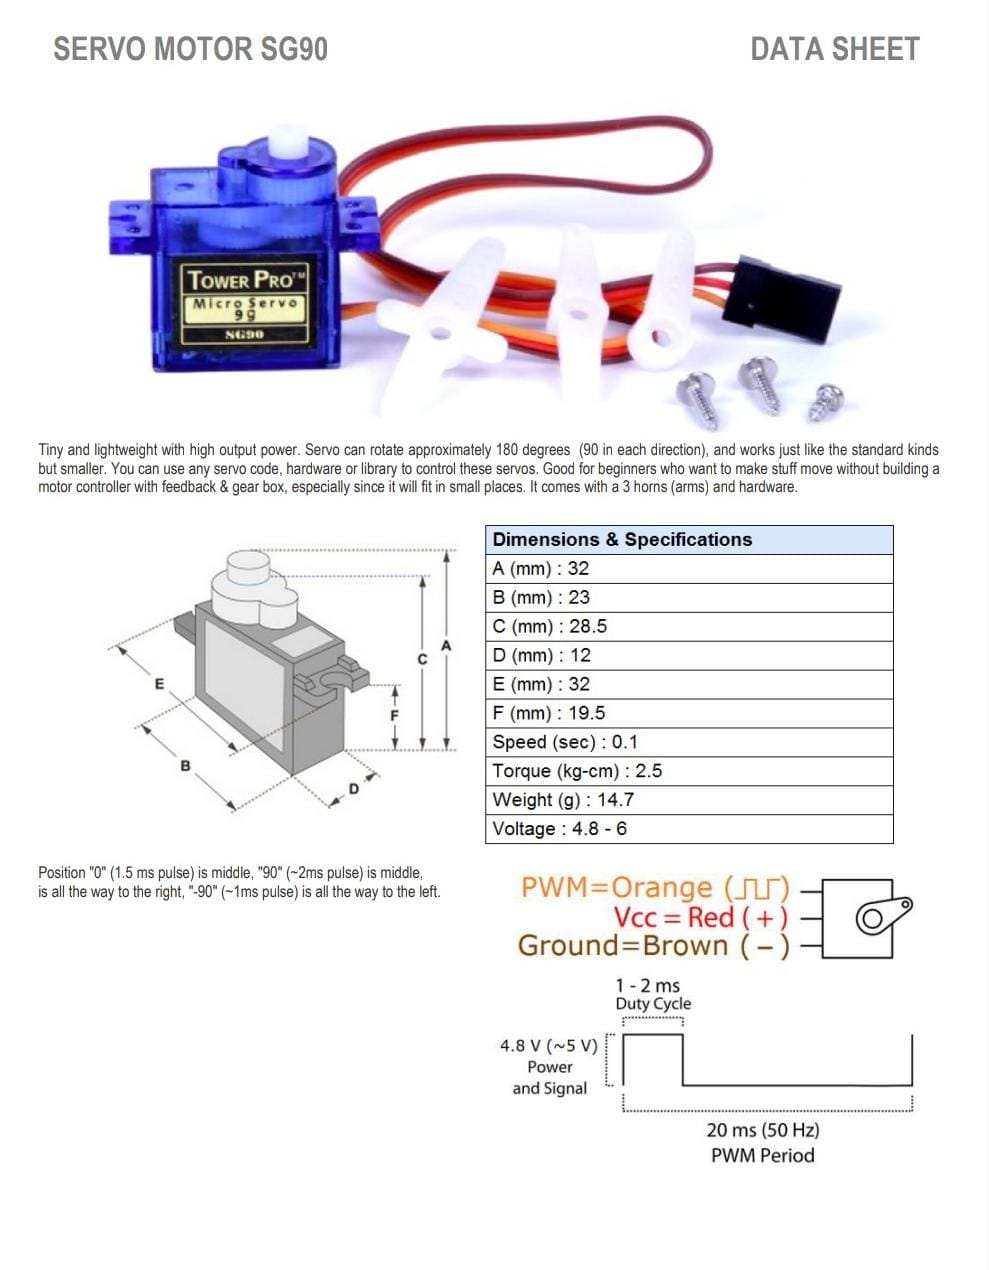 SERVO MOTOR SG90 DATA SHEET
TOWER PRO™
Micro Servo
9g
SG90
Tiny and lightweight with high output power. Servo can rotate approximately 180 degrees (90 in each direction), and works just like the standard kinds
but smaller. You can use any servo code, hardware or library to control these servos. Good for beginners who want to make stuff move without building a
motor controller with feedback & gear box, especially since it will fit in small places. It comes with a 3 horns (arms) and hardware.
A
C
E
F
B
D
Dimensions & Specifications
A (mm) : 32
B (mm) : 23
C (mm) : 28.5
D (mm) : 12
E (mm) : 32
F (mm) : 19.5
Speed (sec) : 0.1
Torque (kg-cm) : 2.5
Weight (g) : 14.7
Voltage : 4.8 - 6
Position "0" (1.5 ms pulse) is middle, "90" (~2ms pulse) is middle,
is all the way to the right, "-90" (~1ms pulse) is all the way to the left.
PWM=Orange (⎍⎍)
Vcc = Red ( + )
Ground=Brown ( − )
1 - 2 ms
Duty Cycle
4.8 V (~5 V)
Power
and Signal
20 ms (50 Hz)
PWM Period